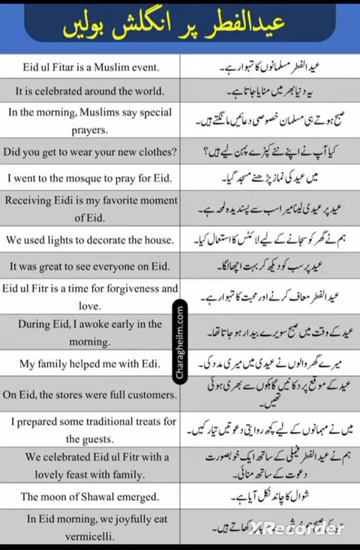 عیدالفطر پر انگلش بولیں
Eid ul Fitar is a Muslim event.
عید الفطر مسلمانوں کا تہوار ہے۔
It is celebrated around the world.
یہ دنیا بھر میں منایا جاتا ہے۔
In the morning, Muslims say special
prayers.
صبح ہوتے ہی مسلمان خصوصی دعائیں مانگتے ہیں۔
Did you get to wear your new clothes?
کیا آپ نے اپنے نئے کپڑے پہن لیے ہیں؟
I went to the mosque to pray for Eid.
میں عید کی نماز پڑھنے مسجد گیا۔
Receiving Eidi is my favorite moment
of Eid.
عید پر عیدی لینا میرا سب سے پسندیدہ لمحہ ہے۔
We used lights to decorate the house.
ہم نے گھر کو سجانے کے لیے لائٹس کا استعمال کیا۔
It was great to see everyone on Eid.
عید پر سب کو دیکھ کر بہت اچھا لگا۔
Eid ul Fitr is a time for forgiveness and
love.
عید الفطر معاف کرنے اور محبت کا تہوار ہے۔
During Eid, I awoke early in the
morning.
عید کے وقت میں صبح سویرے بیدار ہو جاتا تھا۔
My family helped me with Edi.
میرے گھر والوں نے عیدی میں میری مدد کی۔
On Eid, the stores were full customers.
عید کے موقع پر دکانیں گاہکوں سے بھری ہوئی
تھیں۔
I prepared some traditional treats for
the guests.
میں نے مہمانوں کے لیے کچھ روایتی دعوتیں تیار کیں۔
We celebrated Eid ul Fitr with a
lovely feast with family.
ہم نے عید الفطر فیملی کے ساتھ ایک خوبصورت
دعوت کے ساتھ منائی۔
The moon of Shawal emerged.
شوال کا چاند نکل آیا ہے۔
In Eid morning, we joyfully eat
vermicelli.
عید کی صبح ہم کھاتے ہیں۔
Charagheilm.com
XRecorder